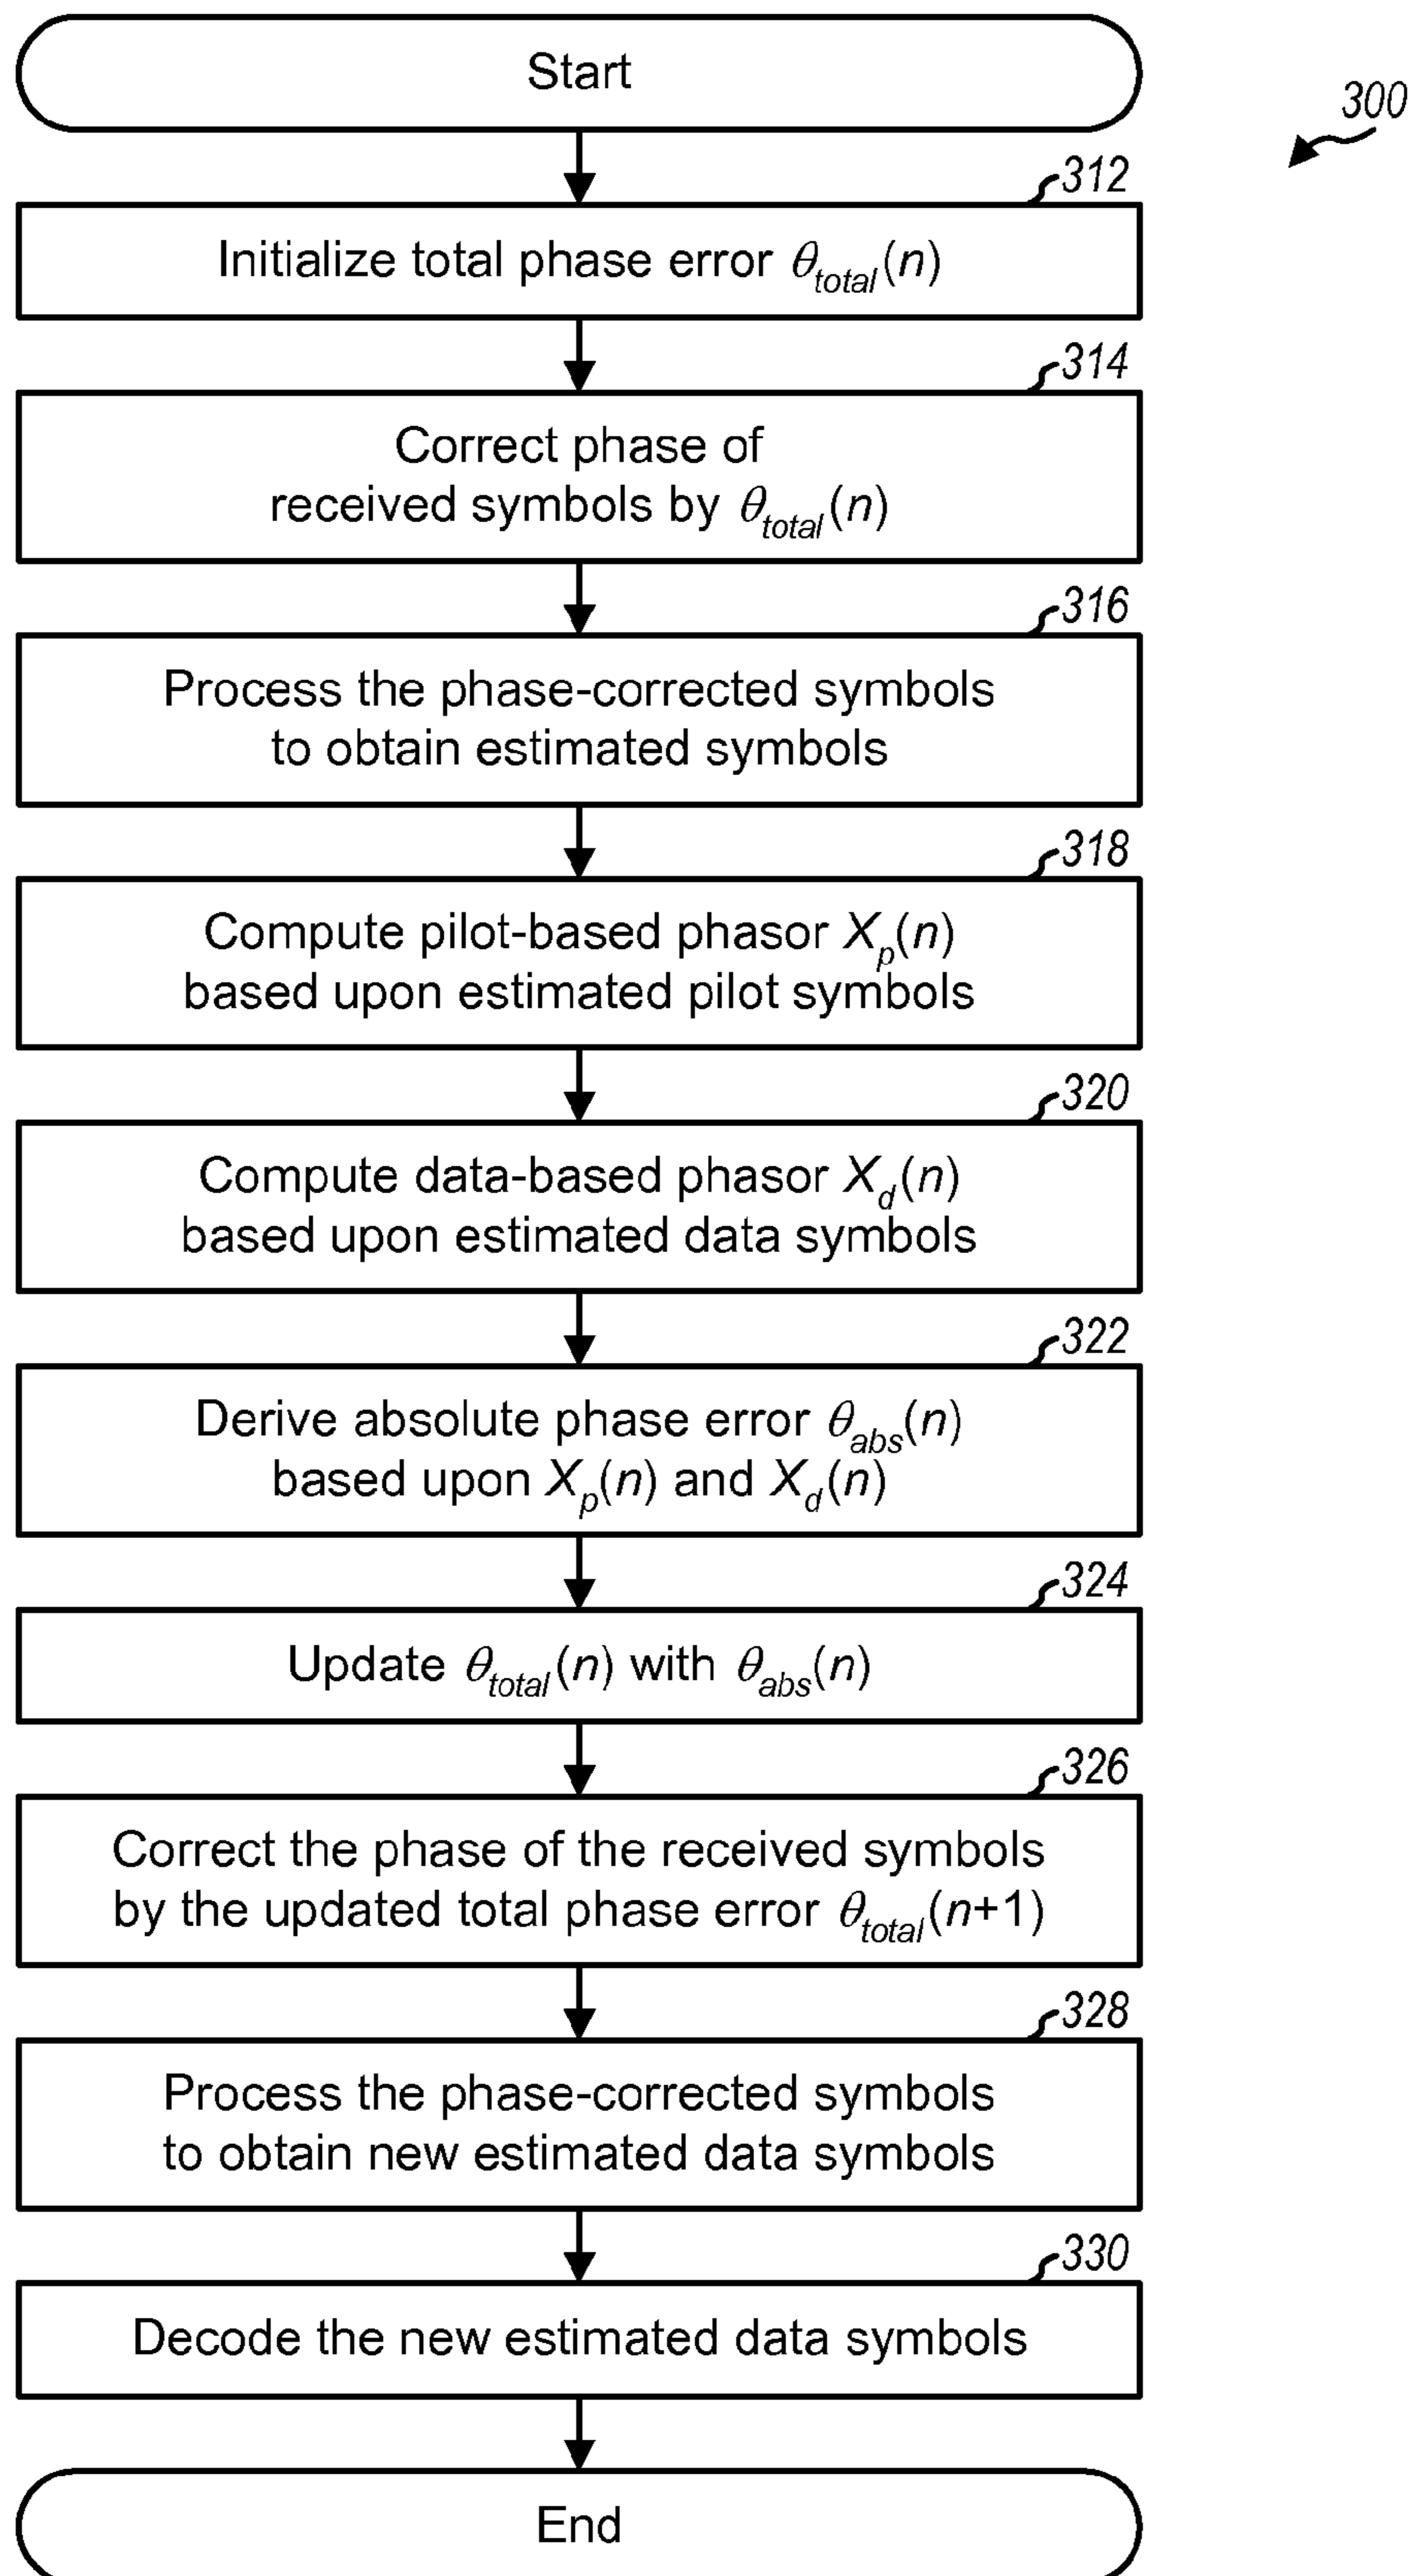 Start
300
312
Initialize total phase error θtotal(n)
314
Correct phase of
received symbols by θtotal(n)
316
Process the phase-corrected symbols
to obtain estimated symbols
318
Compute pilot-based phasor Xp(n)
based upon estimated pilot symbols
320
Compute data-based phasor Xd(n)
based upon estimated data symbols
322
Derive absolute phase error θabs(n)
based upon Xp(n) and Xd(n)
324
Update θtotal(n) with θabs(n)
326
Correct the phase of the received symbols
by the updated total phase error θtotal(n+1)
328
Process the phase-corrected symbols
to obtain new estimated data symbols
330
Decode the new estimated data symbols
End